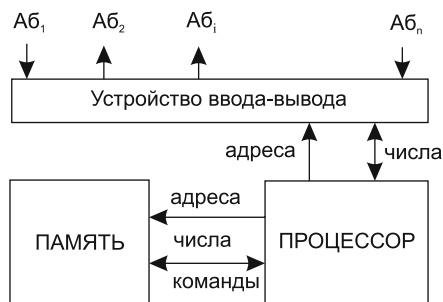 Аб₁ Аб₂ Абᵢ Абₙ
Устройство ввода-вывода
адреса числа
адреса
ПАМЯТЬ числа ПРОЦЕССОР
команды